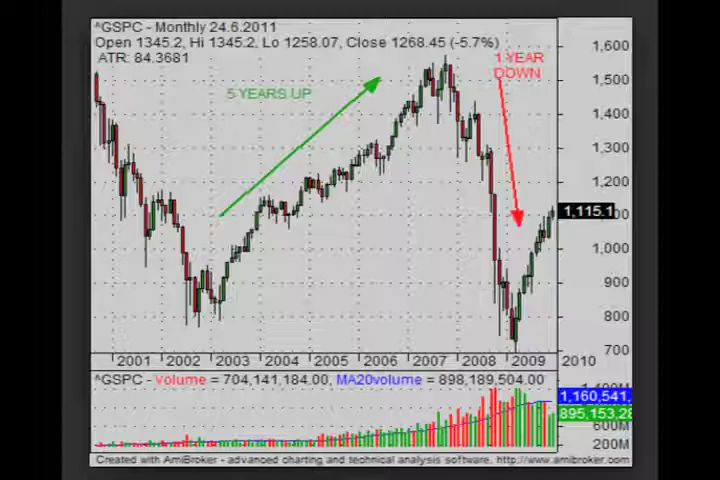 ^GSPC - Monthly 24.6.2011
Open 1345.2, Hi 1345.2, Lo 1258.07, Close 1268.45 (-5.7%)
ATR: 84.3681
1 YEAR
DOWN
5 YEARS UP
1,600
1,500
1,400
1,300
1,200
1,115.1
1,000
900
800
700
2001 2002 2003 2004 2005 2006 2007 2008 2009 2010
^GSPC - Volume = 704,141,184.00, MA20volume = 898,189,504.00
1,160,541,
895,153,28
600M
200M
Created with AmiBroker - advanced charting and technical analysis software. http://www.amibroker.com